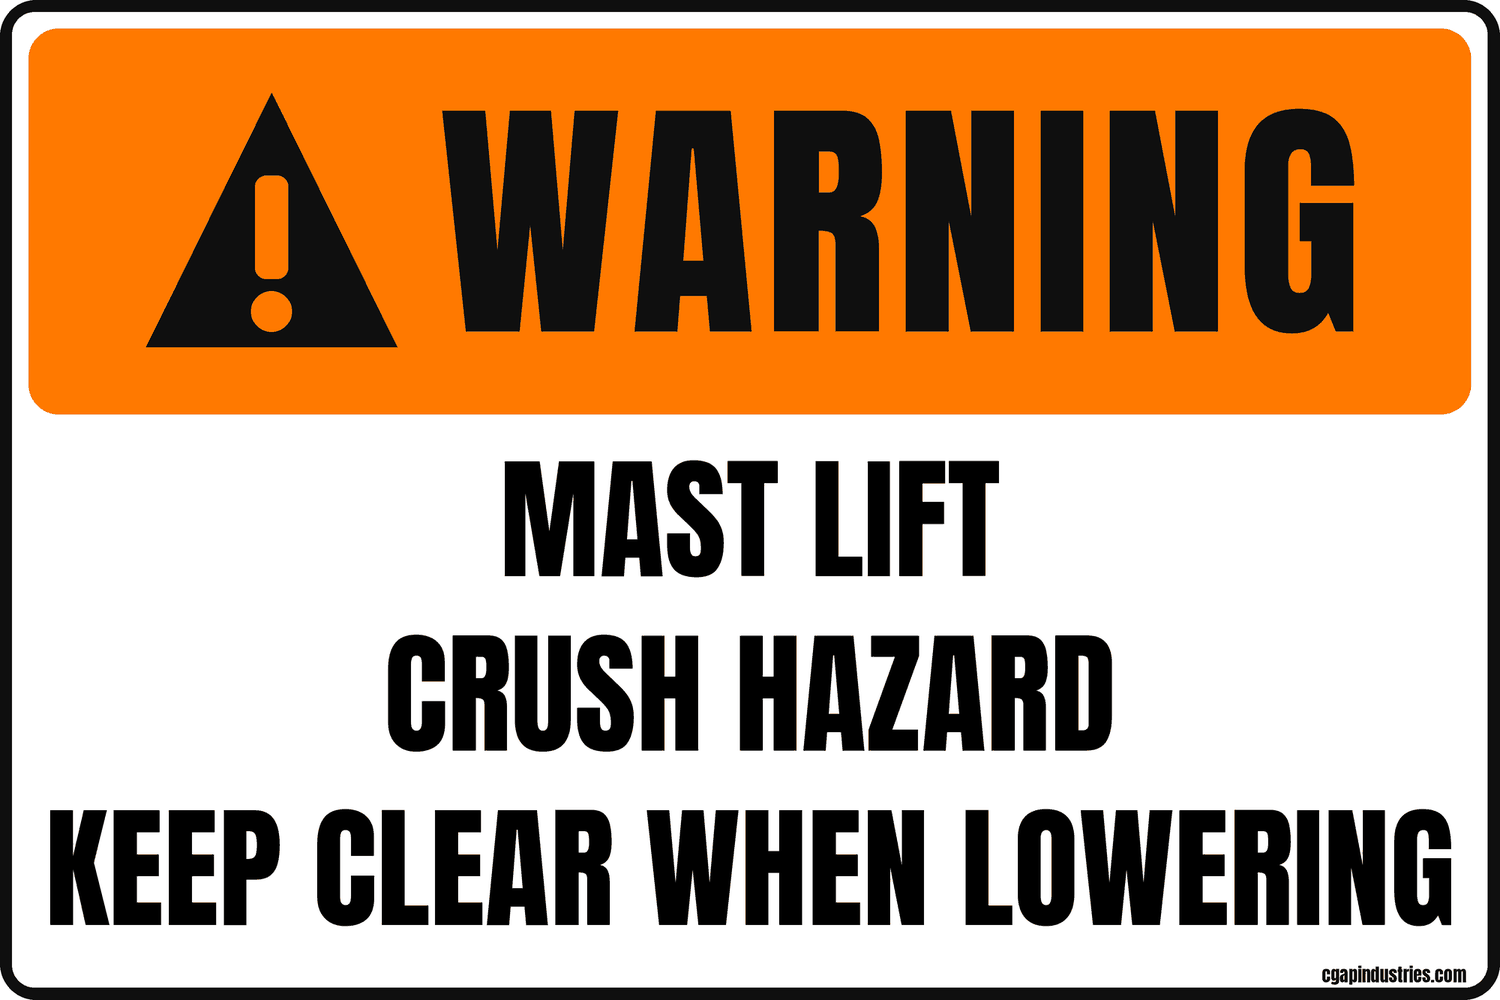 WARNING
MAST LIFT
CRUSH HAZARD
KEEP CLEAR WHEN LOWERING
cgapindustries.com